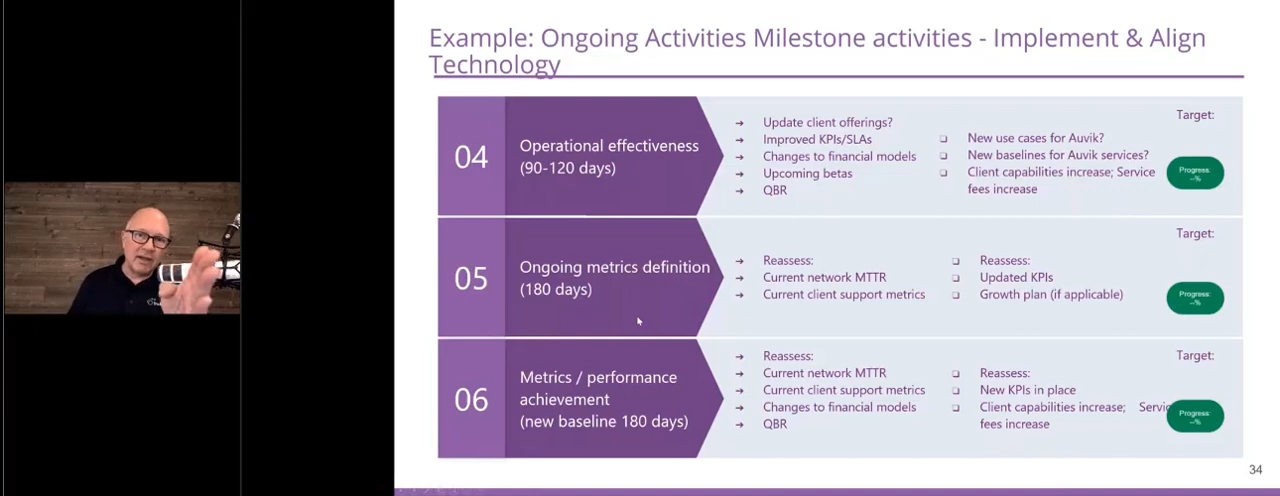 Example: Ongoing Activities Milestone activities - Implement & Align
Technology
04
Operational effectiveness
(90-120 days)
➔ Update client offerings?
➔ Improved KPIs/SLAs
➔ Changes to financial models
➔ Upcoming betas
➔ QBR
❏ New use cases for Auvik?
❏ New baselines for Auvik services?
❏ Client capabilities increase; Service
fees increase
Target:
Progress:
--%
05
Ongoing metrics definition
(180 days)
➔ Reassess:
➔ Current network MTTR
➔ Current client support metrics
❏ Reassess:
❏ Updated KPIs
❏ Growth plan (if applicable)
Target:
Progress:
--%
06
Metrics / performance
achievement
(new baseline 180 days)
➔ Reassess:
➔ Current network MTTR
➔ Current client support metrics
➔ Changes to financial models
➔ QBR
❏ Reassess:
❏ New KPIs in place
❏ Client capabilities increase; Servic
fees increase
Target:
Progress:
--%
34